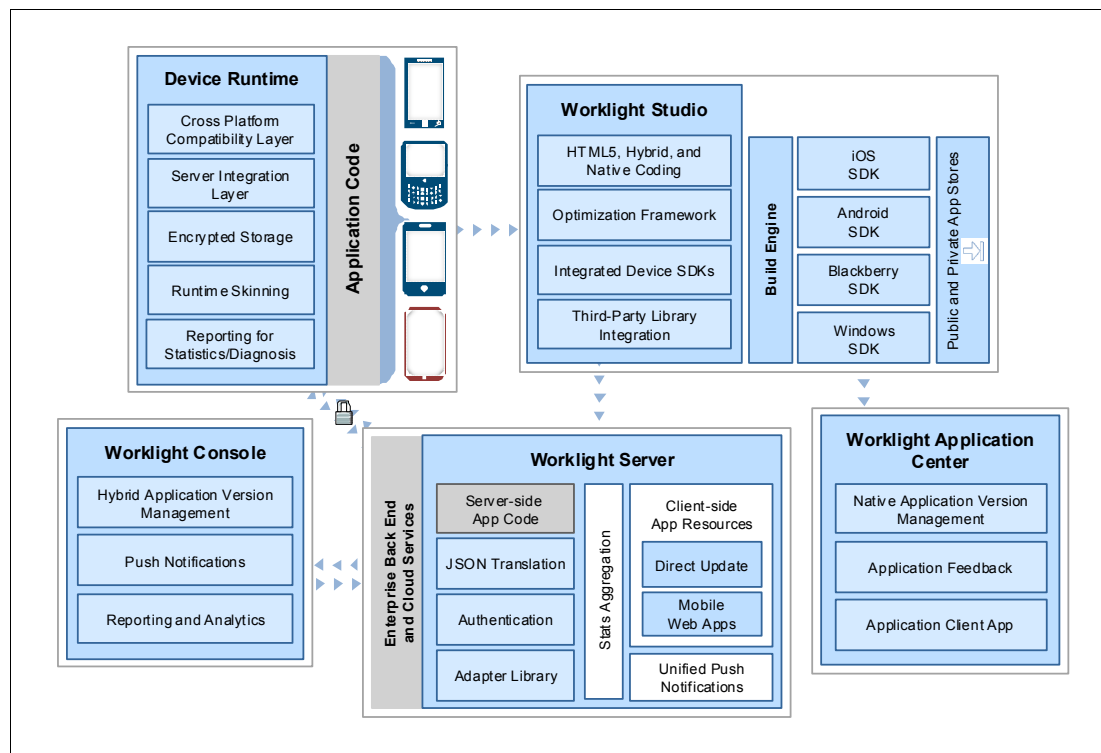 Device Runtime
Cross Platform
Compatibility Layer
Server Integration
Layer
Encrypted Storage
Runtime Skinning
Reporting for
Statistics/Diagnosis
Application Code
Worklight Studio
HTML5, Hybrid, and
Native Coding
Optimization Framework
Integrated Device SDKs
Third-Party Library
Integration
Build Engine
iOS
SDK
Android
SDK
Blackberry
SDK
Windows
SDK
Public and Private App Stores
Worklight Console
Hybrid Application Version
Management
Push Notifications
Reporting and Analytics
Enterprise Back End
and Cloud Services
Worklight Server
Server-side
App Code
JSON Translation
Authentication
Adapter Library
Stats Aggregation
Client-side
App Resources
Direct Update
Mobile
Web Apps
Unified Push
Notifications
Worklight Application
Center
Native Application Version
Management
Application Feedback
Application Client App